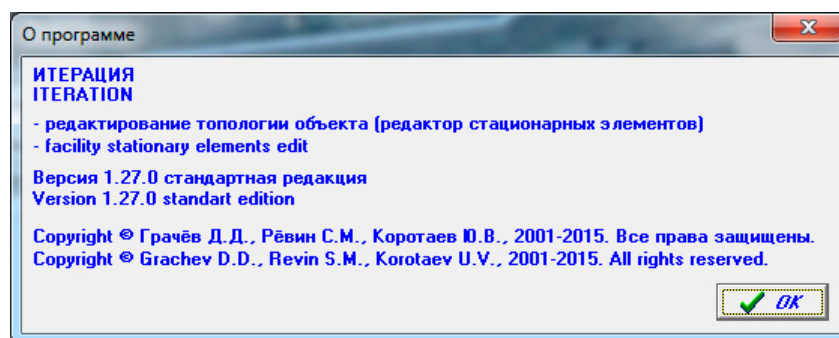 О программе
ИТЕРАЦИЯ
ITERATION
- редактирование топологии объекта (редактор стационарных элементов)
- facility stationary elements edit
Версия 1.27.0 стандартная редакция
Version 1.27.0 standart edition
Copyright © Грачёв Д.Д., Рёвин С.М., Коротаев Ю.В., 2001-2015. Все права защищены.
Copyright © Grachev D.D., Revin S.M., Korotaev U.V., 2001-2015. All rights reserved.
OK